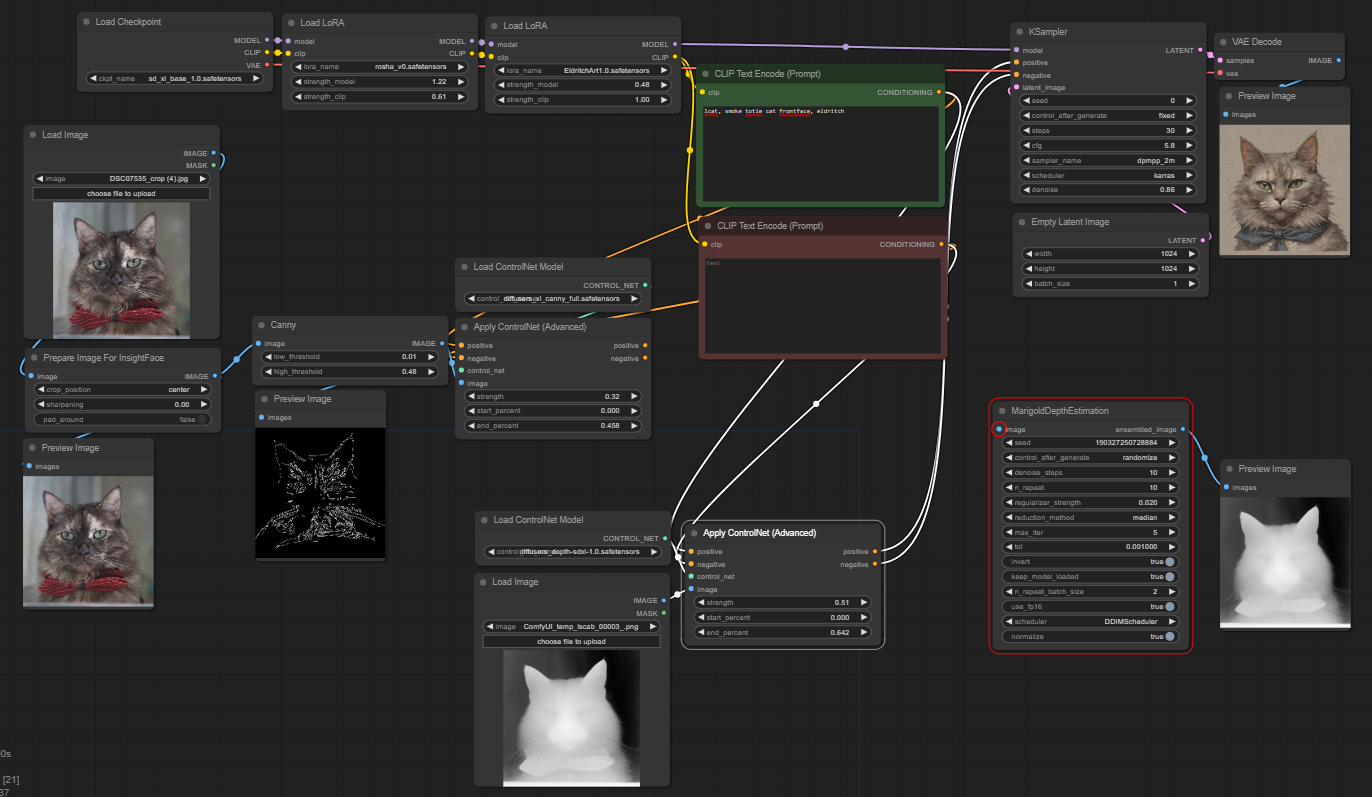 Load Checkpoint
MODEL
CLIP
VAE
ckpt_name sd_xl_base_1.0.safetensors
Load LoRA
model MODEL
clip CLIP
lora_name rosha_v0.safetensors
strength_model 1.22
strength_clip 0.61
Load LoRA
model MODEL
clip CLIP
lora_name EldritchArt1.0.safetensors
strength_model 0.48
strength_clip 1.00
CLIP Text Encode (Prompt)
clip CONDITIONING
1cat, smoke totie cat frontface, eldritch
CLIP Text Encode (Prompt)
clip CONDITIONING
text
KSampler
model LATENT
positive
negative
latent_image
seed 0
control_after_generate fixed
steps 30
cfg 5.8
sampler_name dpmpp_2m
scheduler karras
denoise 0.86
VAE Decode
samples IMAGE
vae
Preview Image
images
Empty Latent Image
LATENT
width 1024
height 1024
batch_size 1
Load Image
IMAGE
MASK
image DSC07535_crop (4).jpg
choose file to upload
Prepare Image For InsightFace
image IMAGE
crop_position center
sharpening 0.00
pad_around false
Preview Image
images
Canny
image IMAGE
low_threshold 0.01
high_threshold 0.48
Preview Image
images
Load ControlNet Model
CONTROL_NET
Apply ControlNet (Advanced)
positive positive
negative negative
control_net
image
strength 0.32
start_percent 0.000
end_percent 0.458
Load ControlNet Model
CONTROL_NET
diffusers_depth-sdxl-1.0.safetensors
Load Image
IMAGE
MASK
image ComfyUI_temp_lscab_00003_.png
choose file to upload
Apply ControlNet (Advanced)
positive positive
negative negative
control_net
image
strength 0.51
start_percent 0.000
end_percent 0.642
MarigoldDepthEstimation
image ensembled_image
seed 190327250728884
control_after_generate randomize
denoise_steps 10
n_repeat 10
regularizer_strength 0.020
reduction_method median
max_iter 5
tol 0.001000
invert true
keep_model_loaded true
n_repeat_batch_size 2
use_fp16 true
scheduler DDIMScheduler
normalize true
Preview Image
images
0s
[21]
37